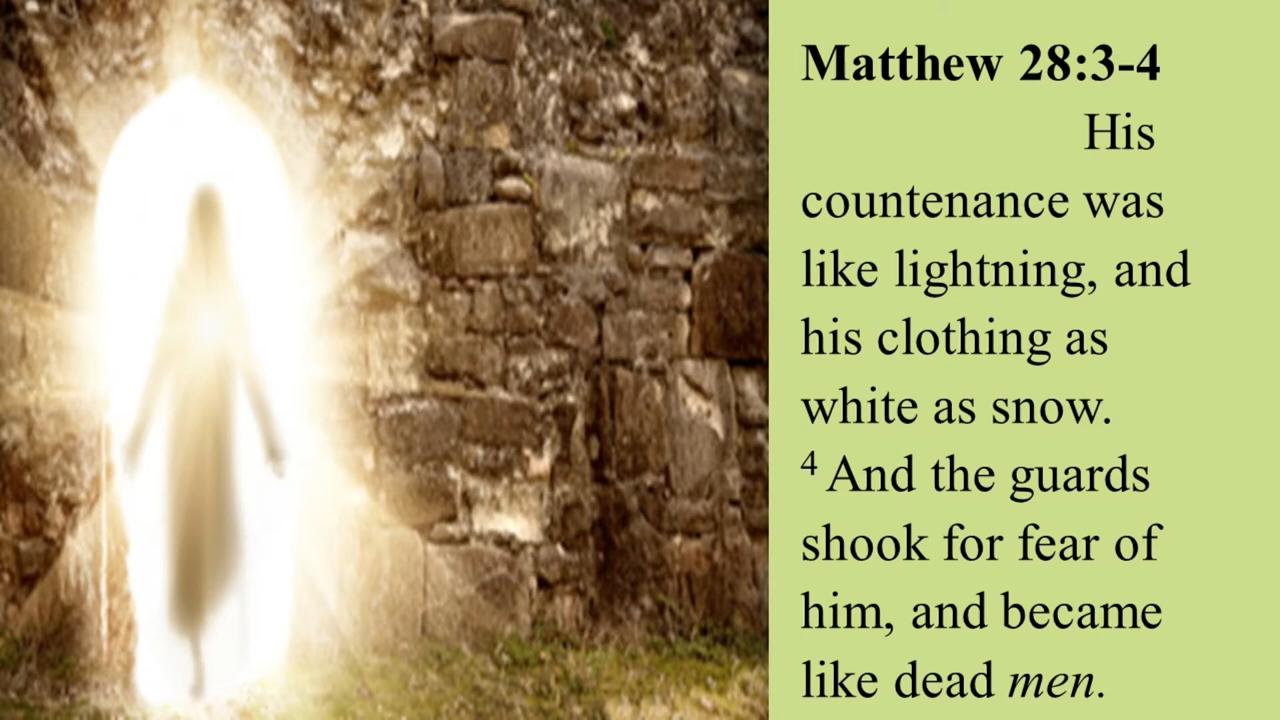 Matthew 28:3-4
His
countenance was
like lightning, and
his clothing as
white as snow.
4 And the guards
shook for fear of
him, and became
like dead men.